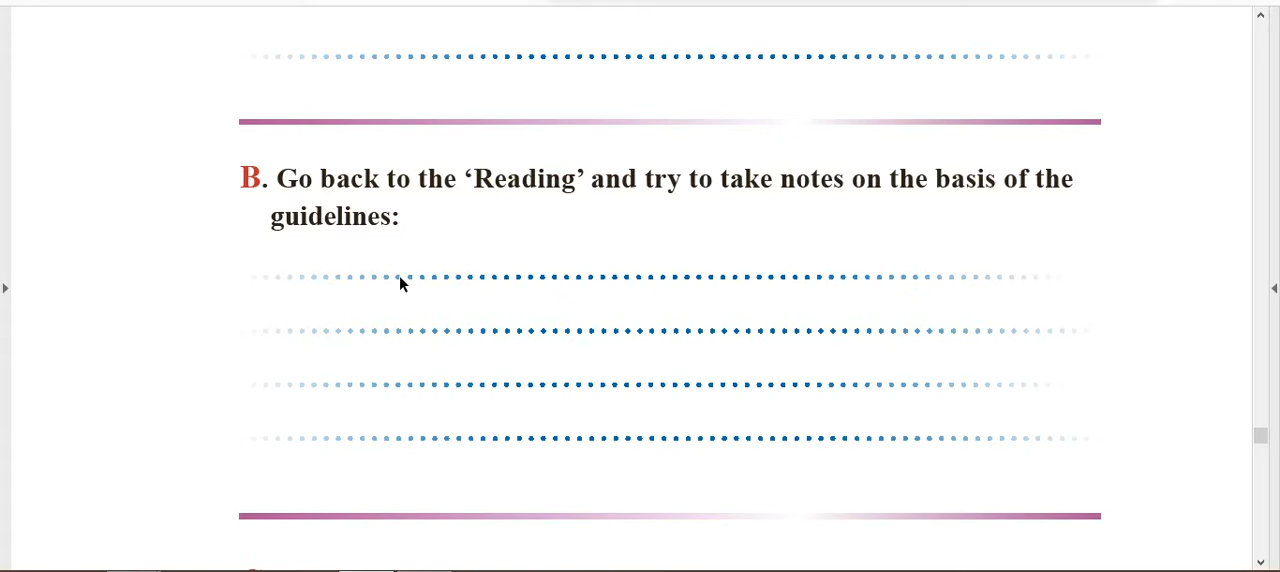 B. Go back to the ‘Reading’ and try to take notes on the basis of the
guidelines: